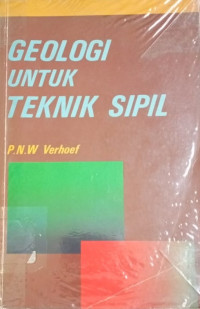 GEOLOGI
UNTUK
TEKNIK SIPIL
P.N.W Verhoef